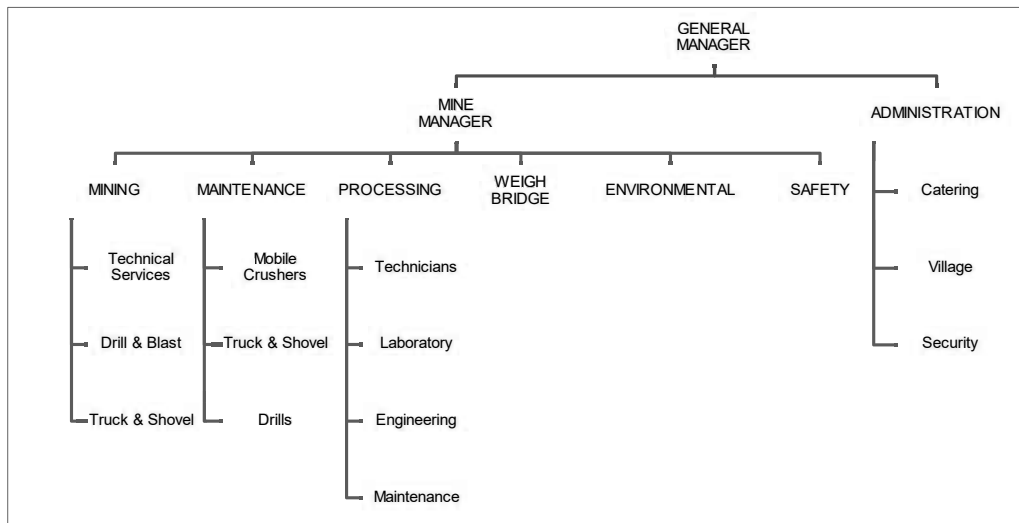 GENERAL
MANAGER
MINE
MANAGER
ADMINISTRATION
MINING
MAINTENANCE
PROCESSING
WEIGH
BRIDGE
ENVIRONMENTAL
SAFETY
Catering
Technical
Services
Mobile
Crushers
Technicians
Village
Drill & Blast
Truck & Shovel
Laboratory
Security
Truck & Shovel
Drills
Engineering
Maintenance